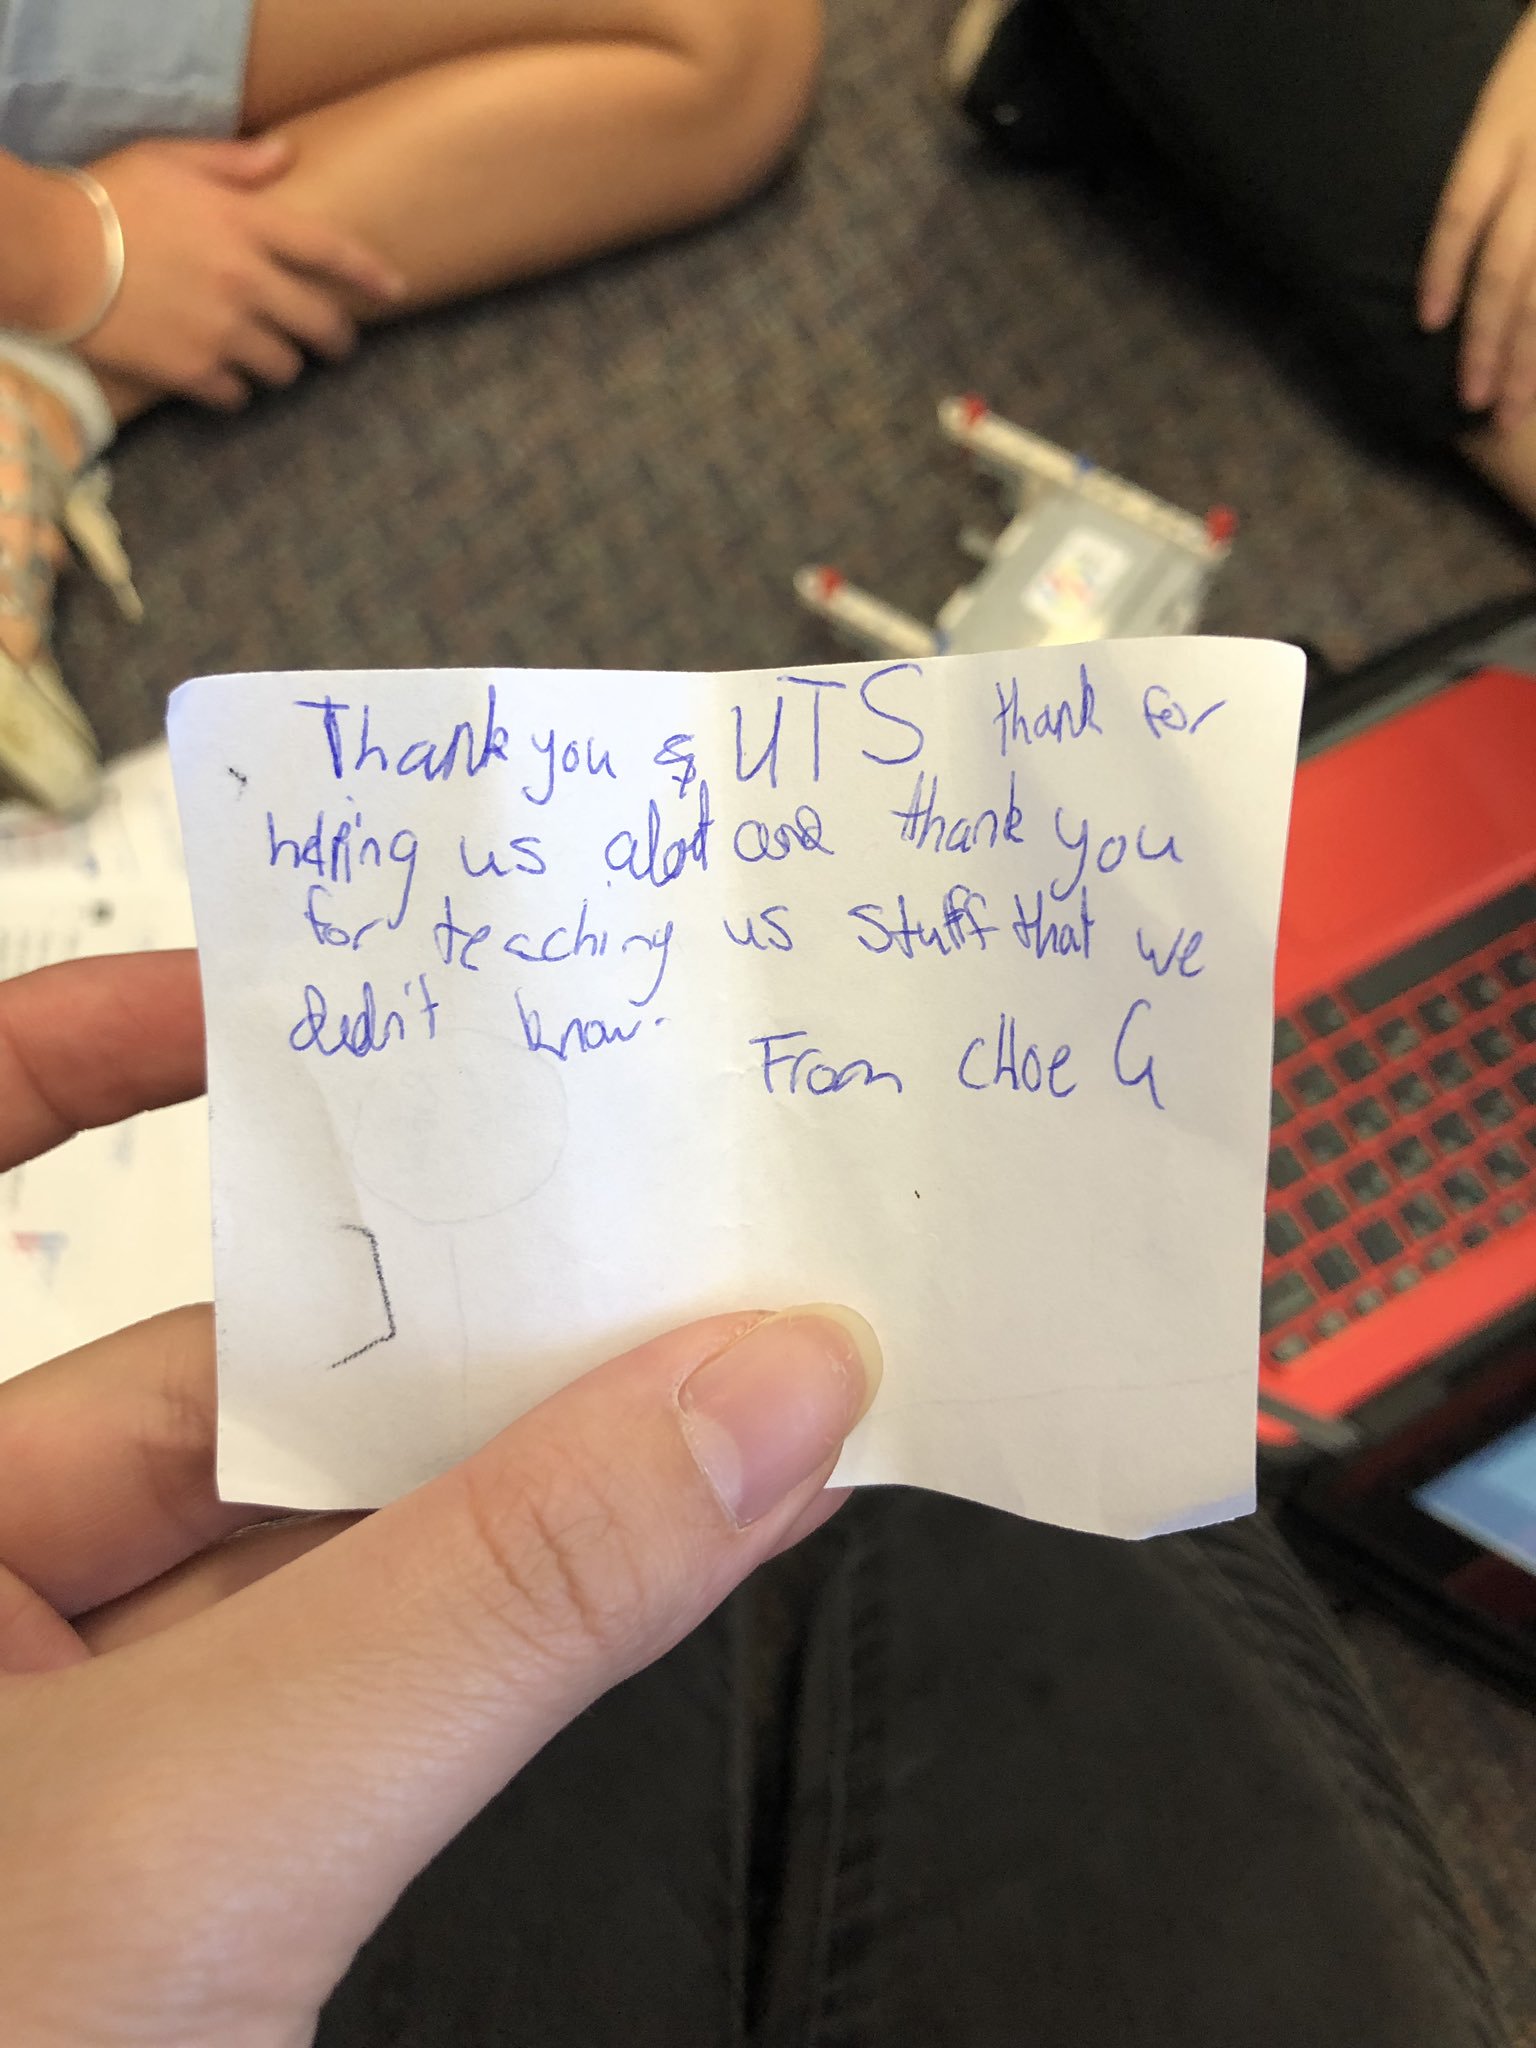 Thank you UTS thank for
helping us alot and thank you
for teaching us stuff that we
didn't know.
From CHoe G